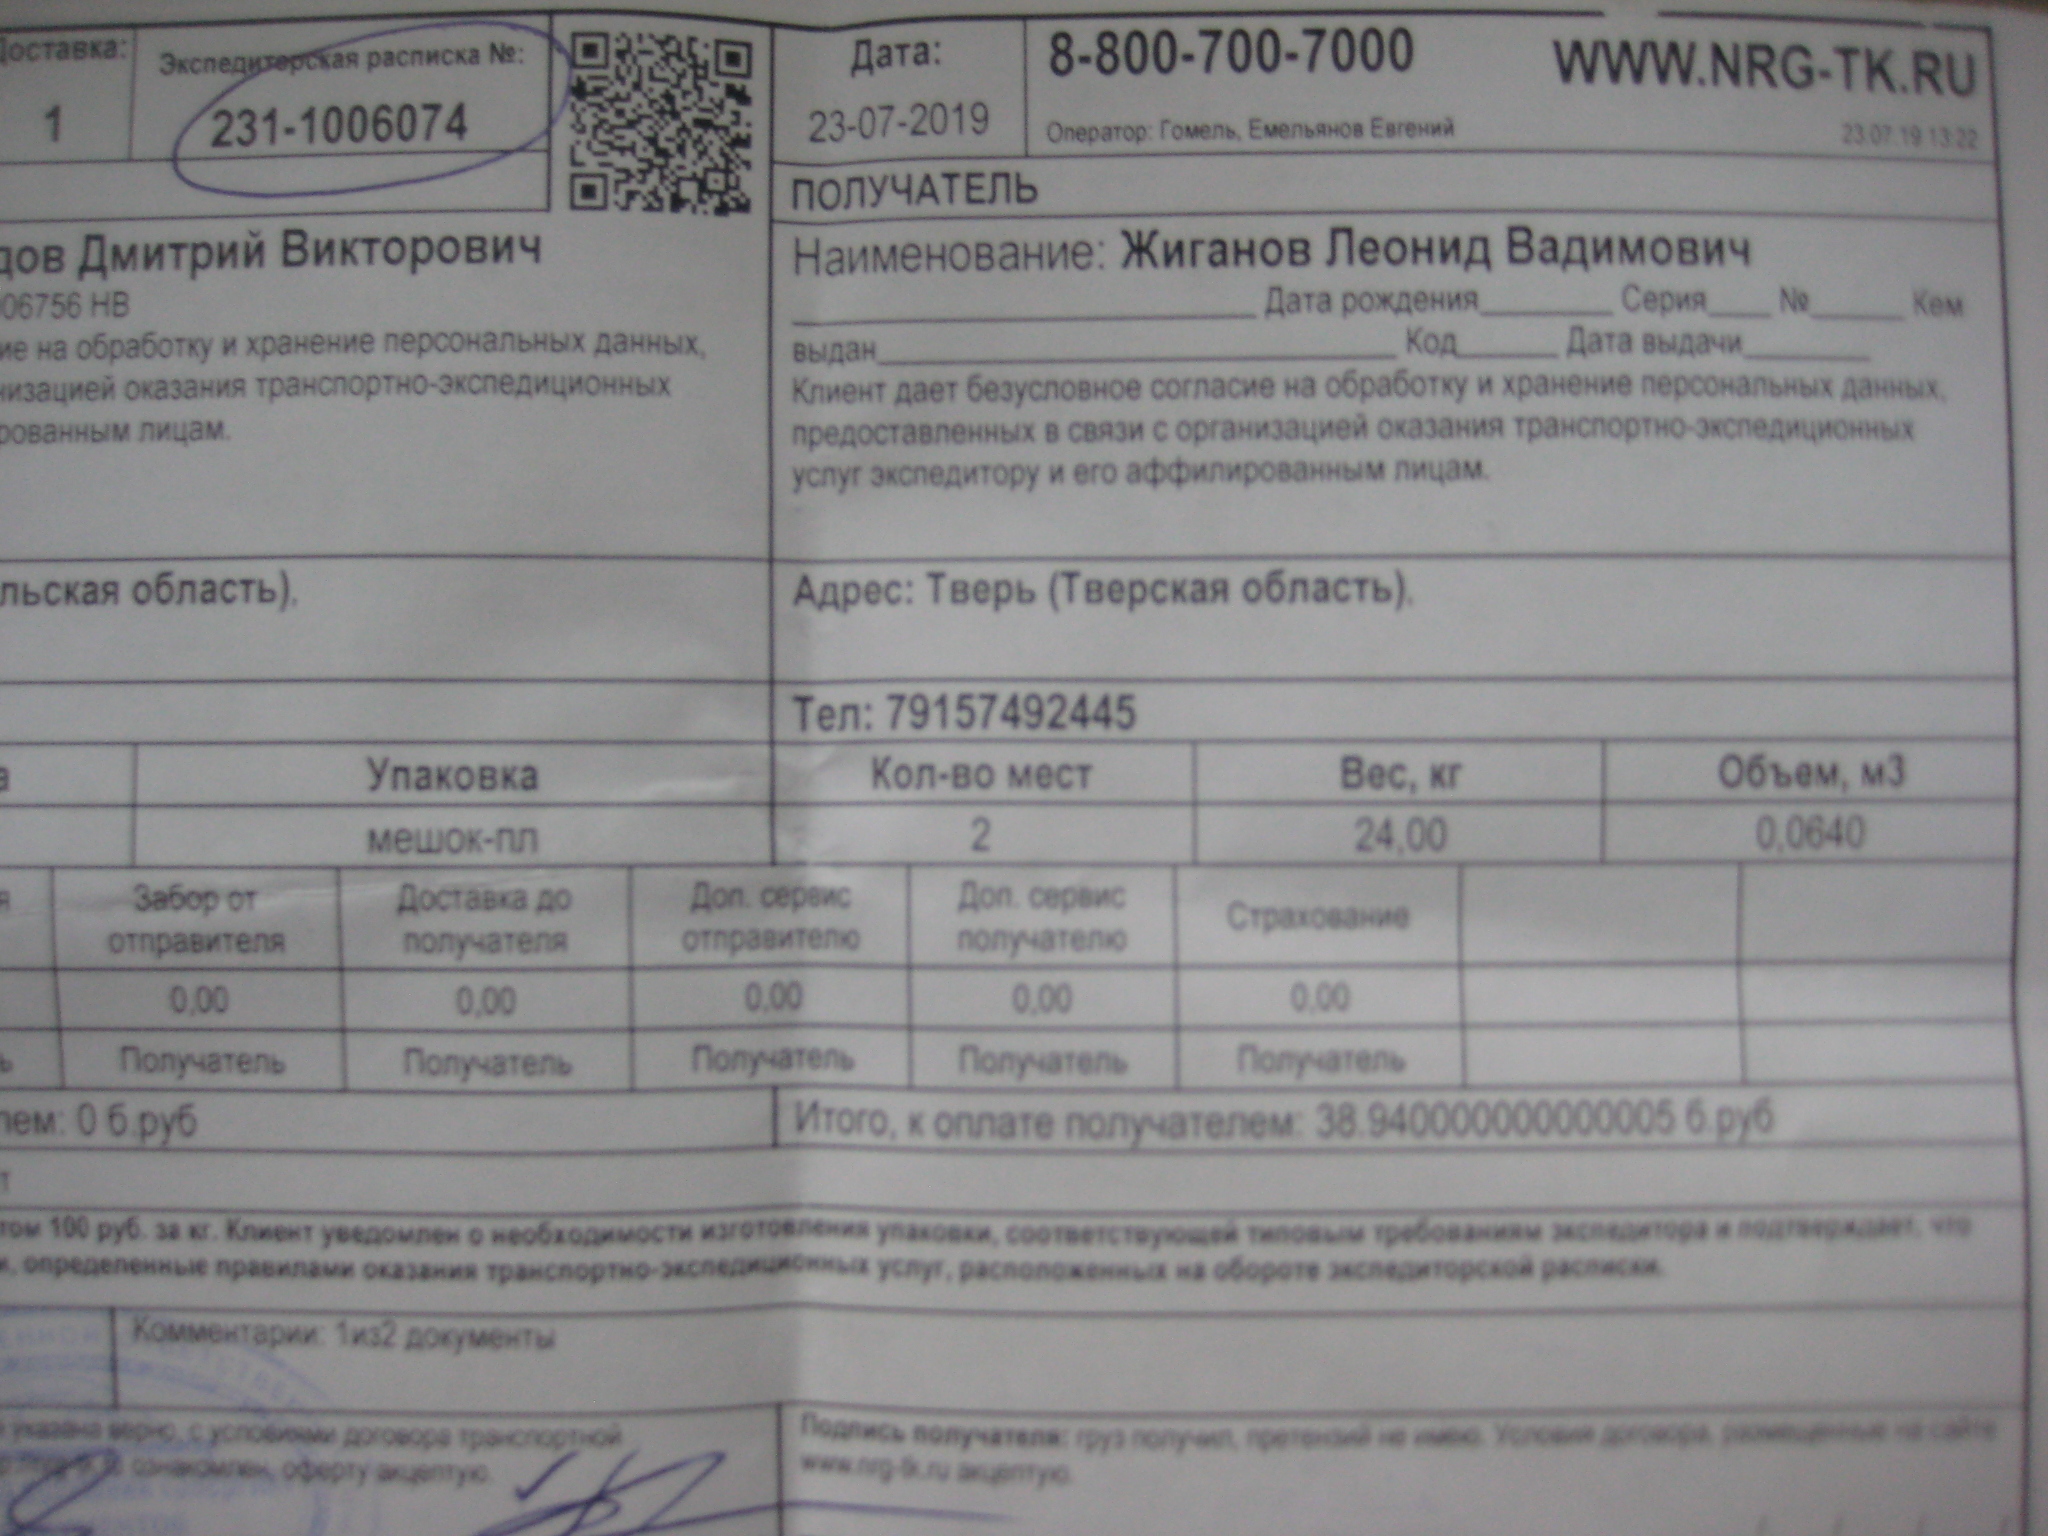 Доставка:
1
Экспедиторская расписка №:
231-1006074
Дата:
23-07-2019
8-800-700-7000
WWW.NRG-TK.RU
Оператор: Гомель, Емельянов Евгений
23.07.19 13:22
дов Дмитрий Викторович
06756 НВ
ие на обработку и хранение персональных данных,
низацией оказания транспортно-экспедиционных
рованным лицам.
ПОЛУЧАТЕЛЬ
Наименование: Жиганов Леонид Вадимович
Дата рождения Серия № Кем
выдан Код Дата выдачи
Клиент дает безусловное согласие на обработку и хранение персональных данных,
предоставленных в связи с организацией оказания транспортно-экспедиционных
услуг экспедитору и его аффилированным лицам.
льская область),
Адрес: Тверь (Тверская область),
Тел: 79157492445
а Упаковка Кол-во мест Вес, кг Объем, м3
мешок-пл 2 24,00 0,0640
я Забор от отправителя Доставка до получателя Доп. сервис отправителю Доп. сервис получателю Страхование
0,00 0,00 0,00 0,00 0,00
ь Получатель Получатель Получатель Получатель Получатель
лем: 0 б.руб
Итого, к оплате получателем: 38.940000000000005 б.руб
т
том 100 руб. за кг. Клиент уведомлен о необходимости изготовления упаковки, соответствующей типовым требованиям экспедитора и подтверждает, что
и, определенные правилами оказания транспортно-экспедиционных услуг, расположенных на обороте экспедиторской расписки.
Комментарии: 1из2 документы
указана верно, с условиями договора транспортной
ознакомлен, оферту акцептую.
Подпись получателя: груз получил, претензий не имею. Условия договора, размещенные на сайте
www.nrg-tk.ru акцептую.